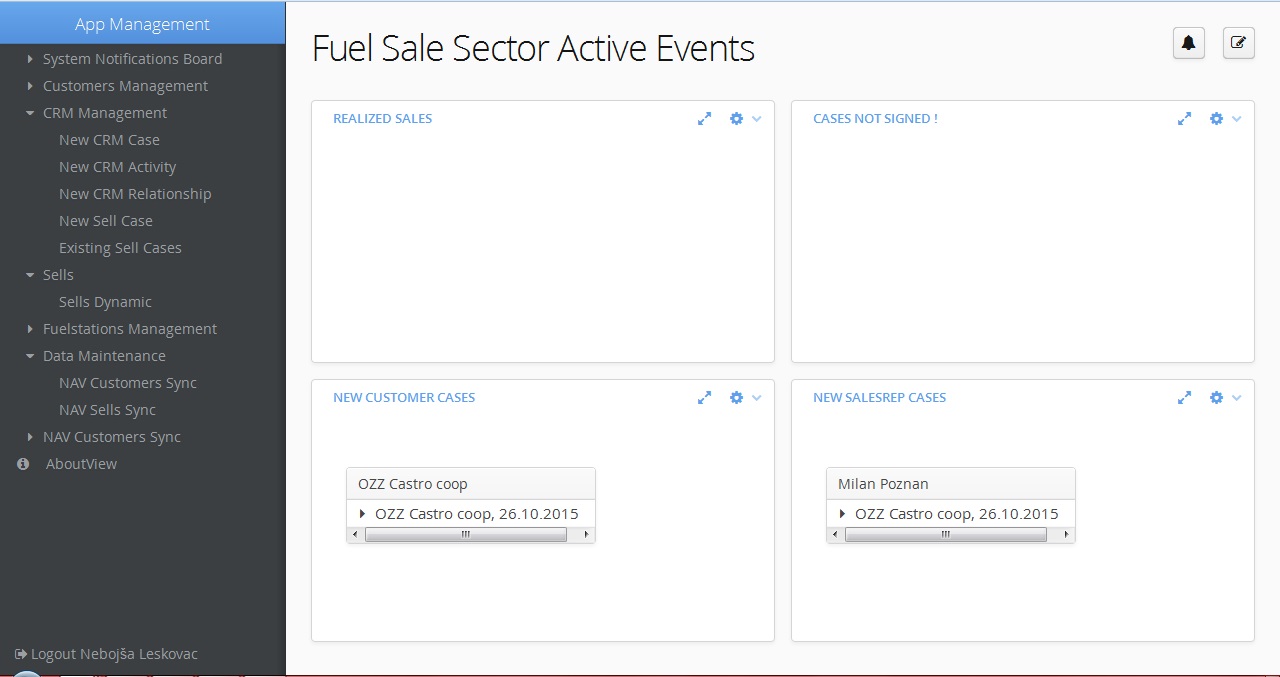 App Management
System Notifications Board
Customers Management
CRM Management
New CRM Case
New CRM Activity
New CRM Relationship
New Sell Case
Existing Sell Cases
Sells
Sells Dynamic
Fuelstations Management
Data Maintenance
NAV Customers Sync
NAV Sells Sync
NAV Customers Sync
AboutView
Logout Nebojša Leskovac
Fuel Sale Sector Active Events
REALIZED SALES
CASES NOT SIGNED !
NEW CUSTOMER CASES
OZZ Castro coop
OZZ Castro coop, 26.10.2015
NEW SALESREP CASES
Milan Poznan
OZZ Castro coop, 26.10.2015